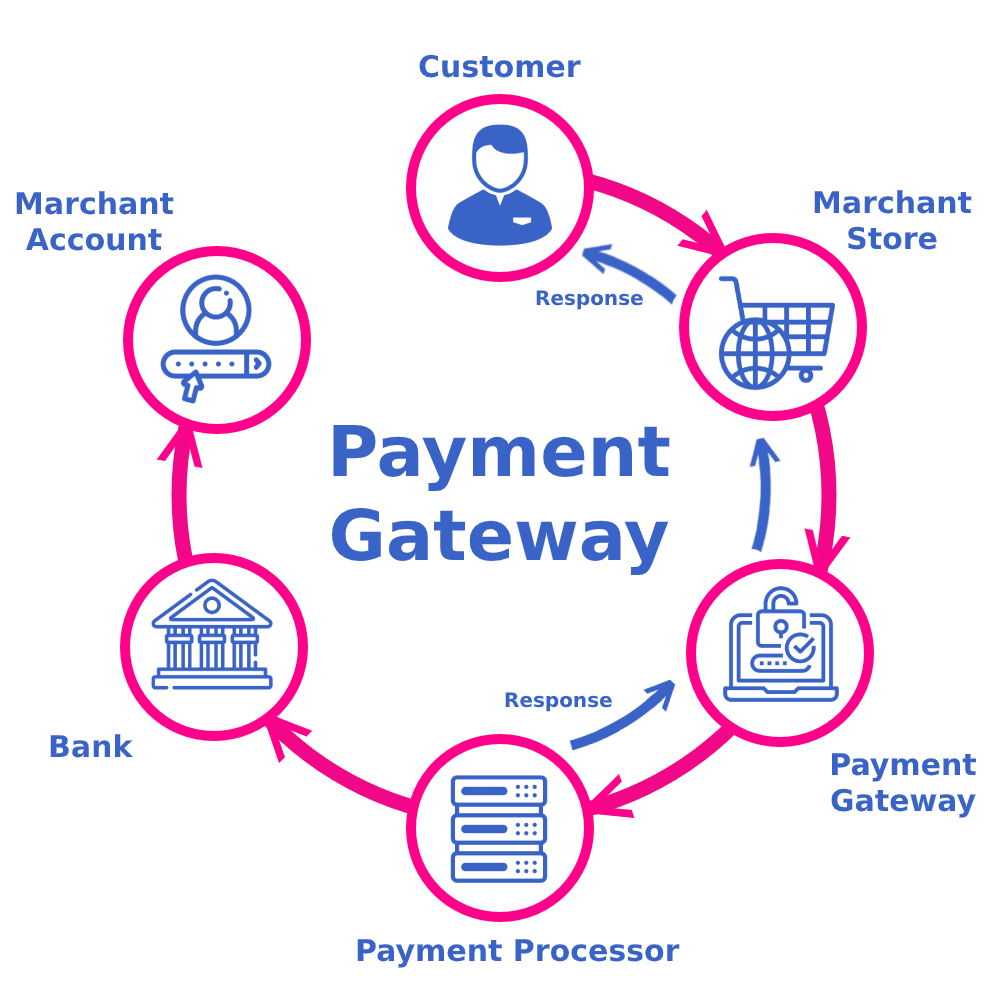 Customer
Marchant
Account
Marchant
Store
Response
Payment
Gateway
Response
Bank
Payment
Gateway
Payment Processor